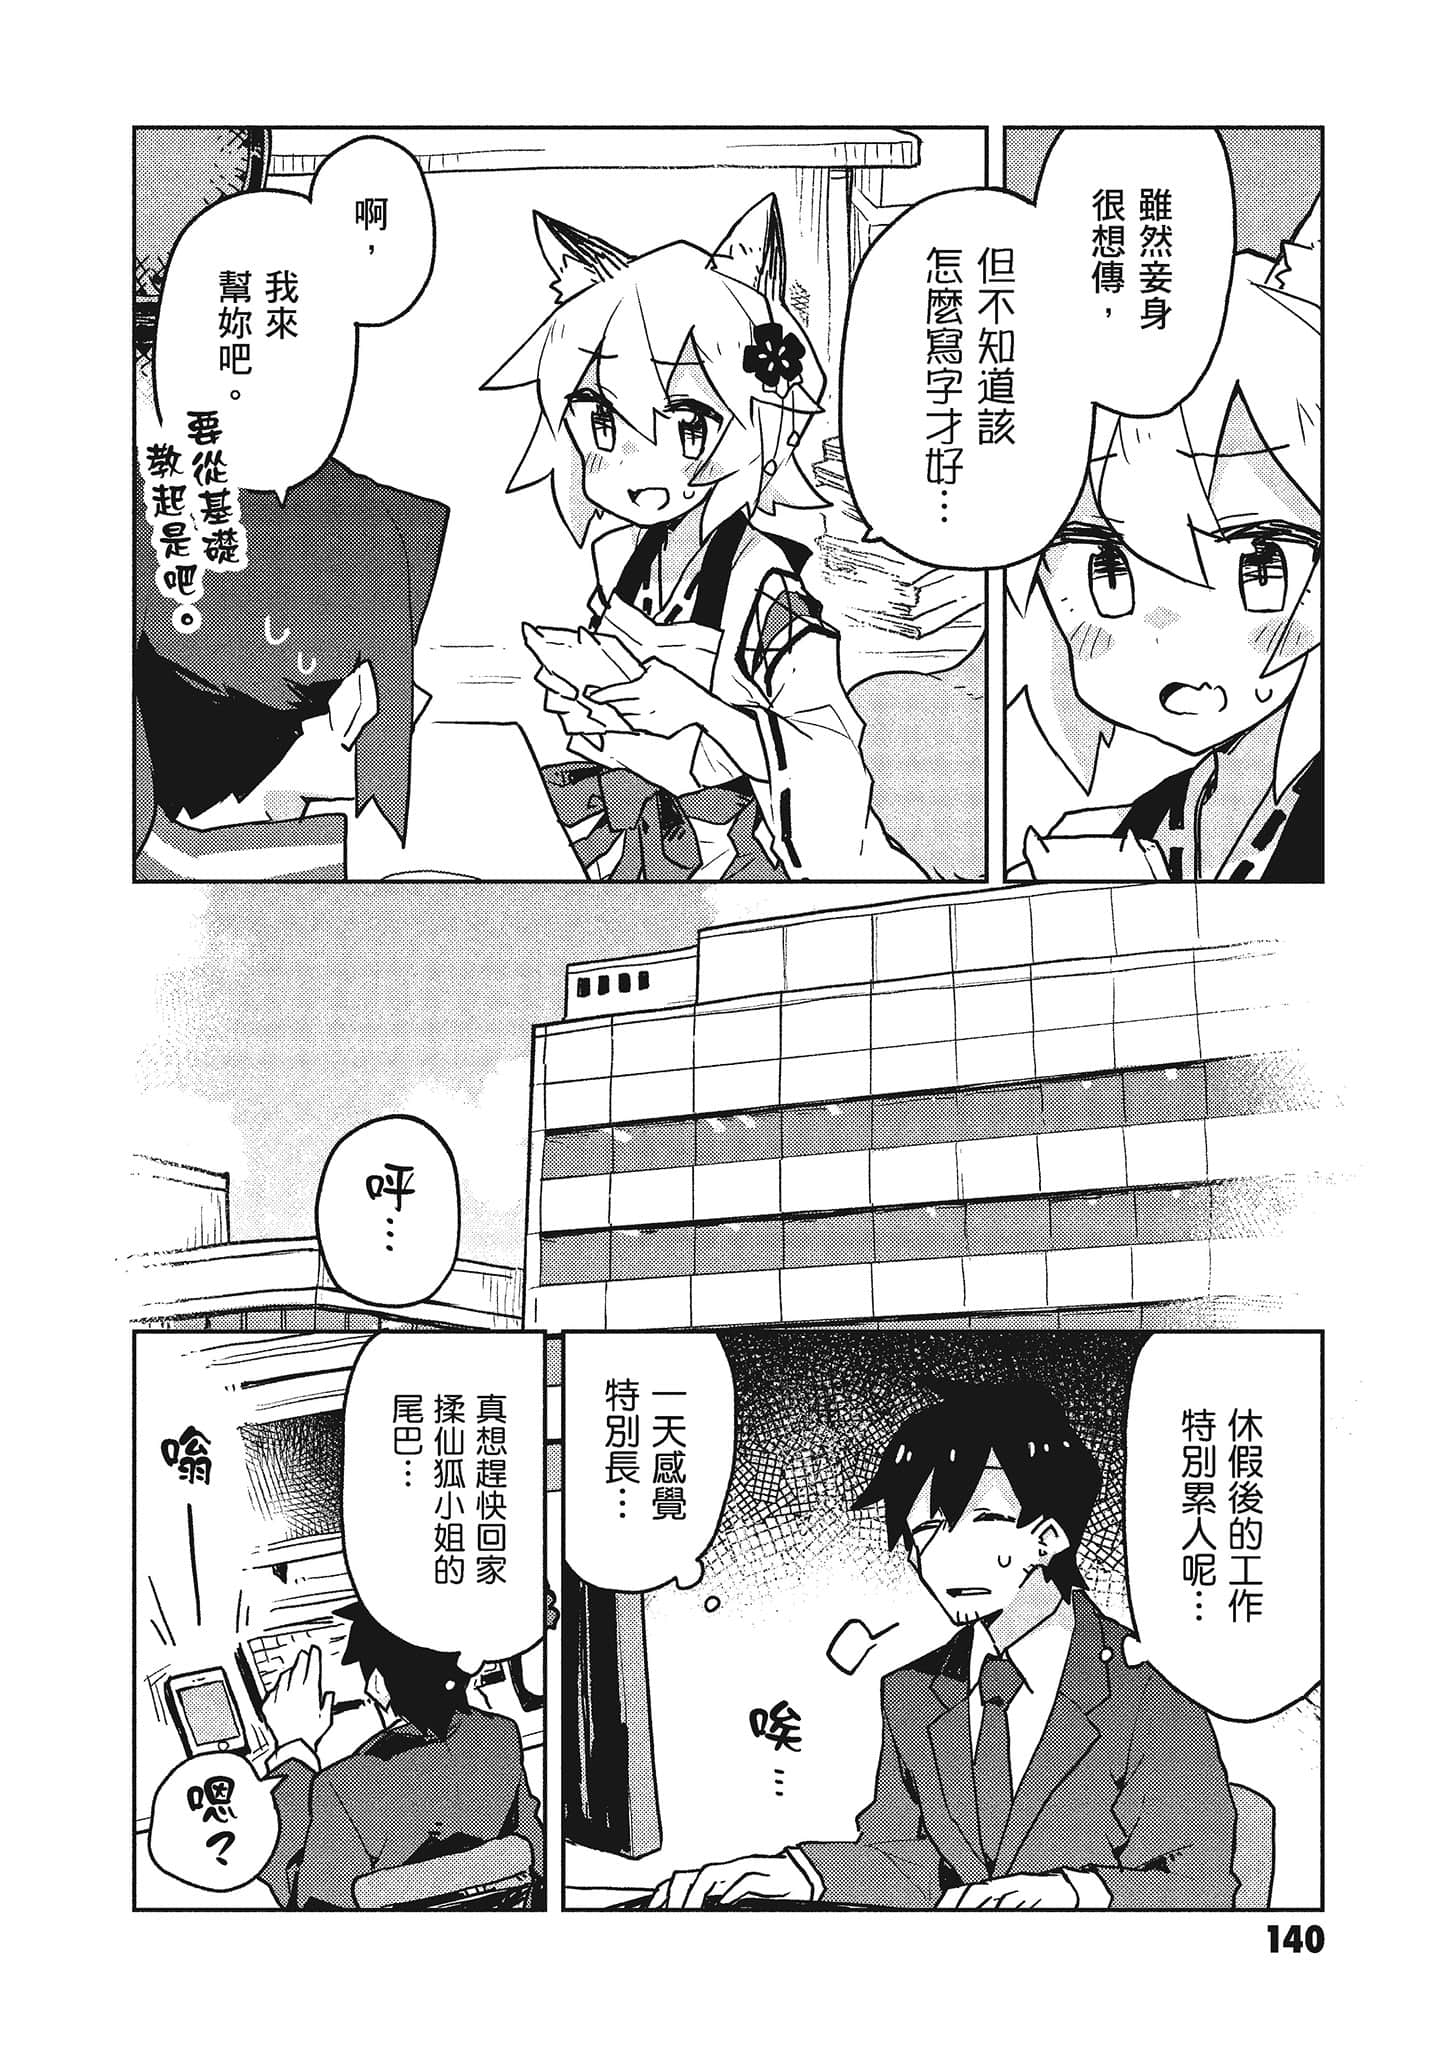 雖然妾身
很想傳，
但不知道該
怎麼寫字才好…
啊，
我來
幫妳吧。
要從基礎
教起是吧。
呼…
休假後的工作
特別累人呢…
一天感覺
特別長…
唉…
真想趕快回家
揉仙狐小姐的
尾巴…
嗡
嗯？
140